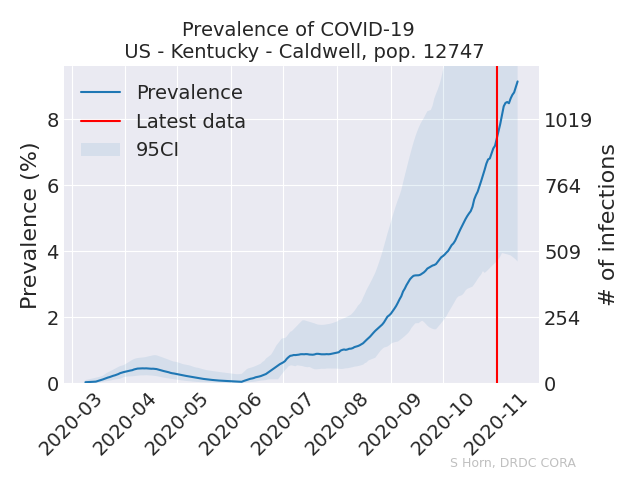 Prevalence of COVID-19
US - Kentucky - Caldwell, pop. 12747
Prevalence
Latest data
95CI
Prevalence (%)
8
6
4
2
0
1019
764
509
254
0
# of infections
2020-03
2020-04
2020-05
2020-06
2020-07
2020-08
2020-09
2020-10
2020-11
S Horn, DRDC CORA